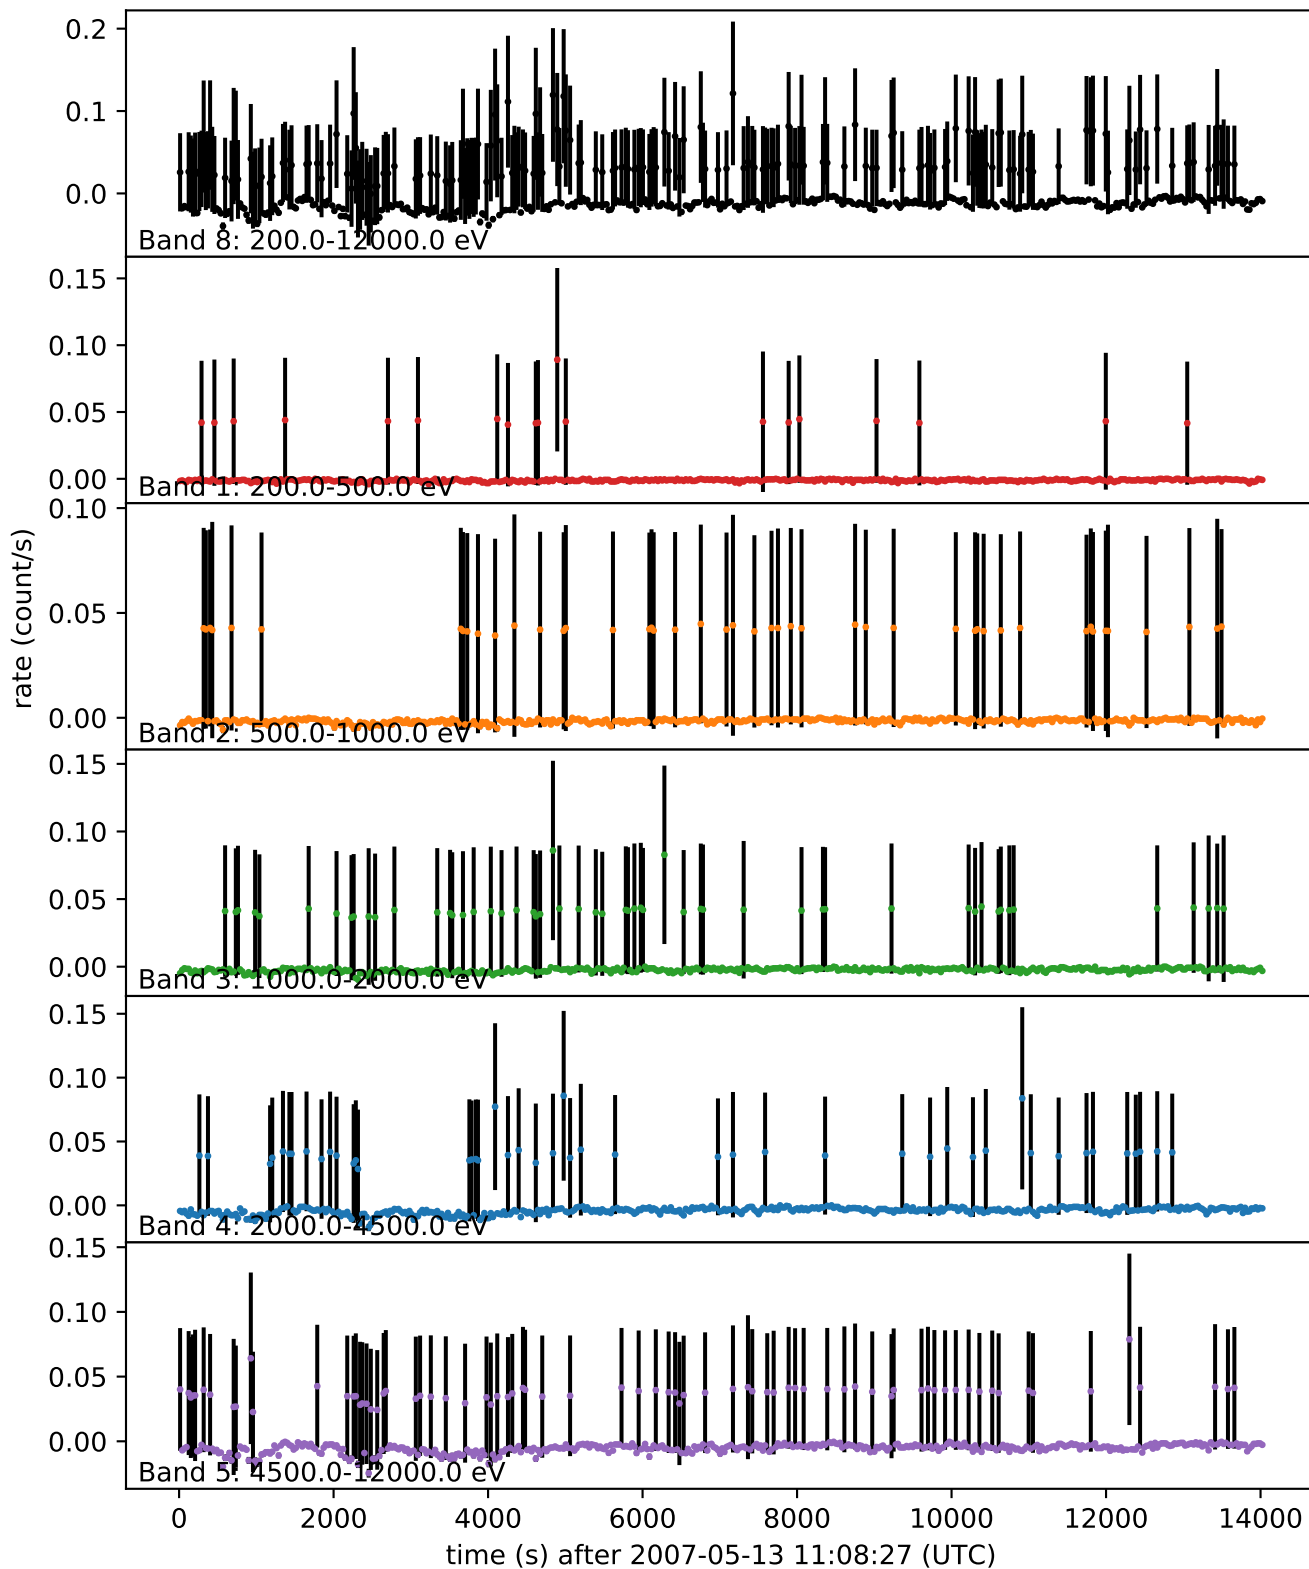 0.2
0.1
0.0
Band 8: 200.0-12000.0 eV
0.15
0.10
0.05
0.00
Band 1: 200.0-500.0 eV
0.10
0.05
0.00
Band 2: 500.0-1000.0 eV
rate (count/s)
0.15
0.10
0.05
0.00
Band 3: 1000.0-2000.0 eV
0.15
0.10
0.05
0.00
Band 4: 2000.0-4500.0 eV
0.15
0.10
0.05
0.00
Band 5: 4500.0-12000.0 eV
0 2000 4000 6000 8000 10000 12000 14000
time (s) after 2007-05-13 11:08:27 (UTC)